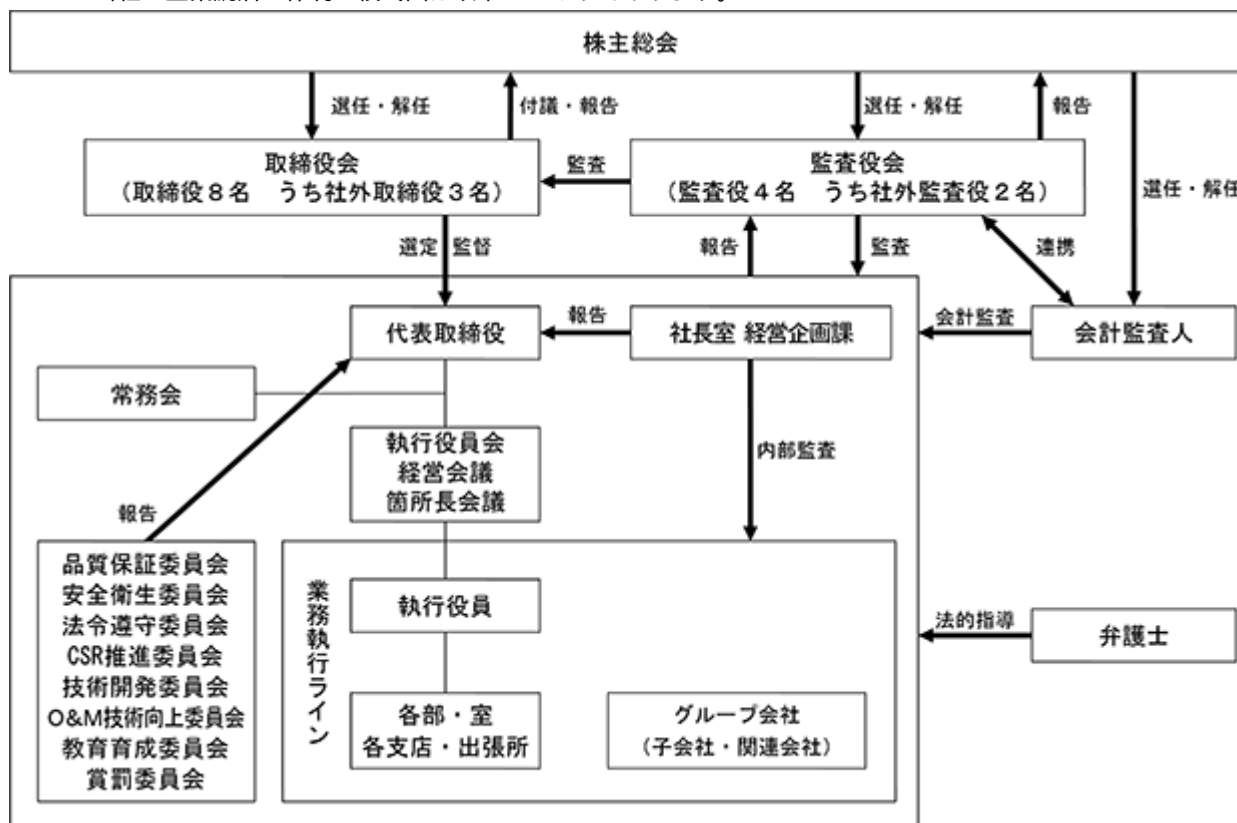 株主総会
選任・解任
付議・報告
選任・解任
報告
取締役会
(取締役8名 うち社外取締役3名)
監査
監査役会
(監査役4名 うち社外監査役2名)
選任・解任
選定 監督
報告
監査
連携
代表取締役
報告
社長室 経営企画課
会計監査
会計監査人
常務会
執行役員会
経営会議
箇所長会議
内部監査
報告
品質保証委員会
安全衛生委員会
法令遵守委員会
CSR推進委員会
技術開発委員会
O&M技術向上委員会
教育育成委員会
賞罰委員会
業務執行ライン
執行役員
法的指導
弁護士
各部・室
各支店・出張所
グループ会社
(子会社・関連会社)